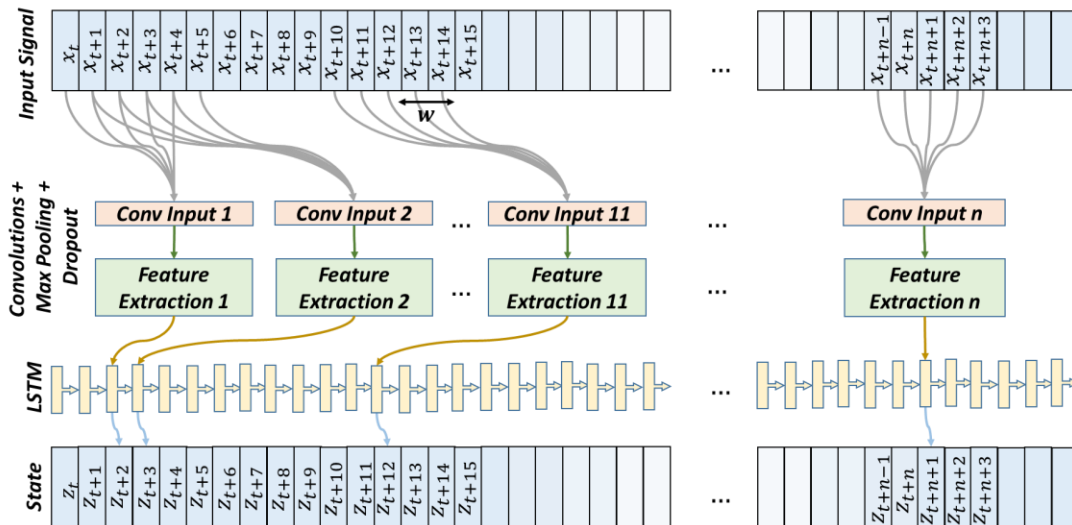 Input Signal
x_t x_{t+1} x_{t+2} x_{t+3} x_{t+4} x_{t+5} x_{t+6} x_{t+7} x_{t+8} x_{t+9} x_{t+10} x_{t+11} x_{t+12} x_{t+13} x_{t+14} x_{t+15} ... x_{t+n-1} x_{t+n} x_{t+n+1} x_{t+n+2} x_{t+n+3}
w
Convolutions +
Max Pooling +
Dropout
Conv Input 1 Conv Input 2 ... Conv Input 11 ... Conv Input n
Feature
Extraction 1
Feature
Extraction 2
...
Feature
Extraction 11
...
Feature
Extraction n
LSTM
...
State
z_t z_{t+1} z_{t+2} z_{t+3} z_{t+4} z_{t+5} z_{t+6} z_{t+7} z_{t+8} z_{t+9} z_{t+10} z_{t+11} z_{t+12} z_{t+13} z_{t+14} z_{t+15} ... z_{t+n-1} z_{t+n} z_{t+n+1} z_{t+n+2} z_{t+n+3}